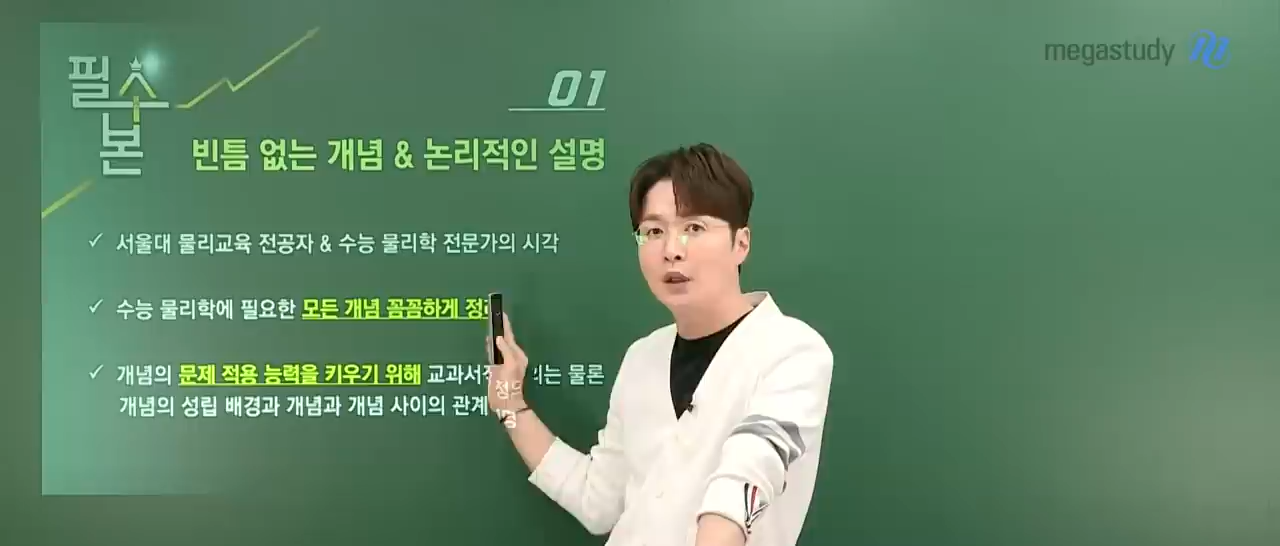 megastudy M
필수본
01
빈틈 없는 개념 & 논리적인 설명
✓ 서울대 물리교육 전공자 & 수능 물리학 전문가의 시각
✓ 수능 물리학에 필요한 모든 개념 꼼꼼하게
✓ 개념의 문제 적용 능력을 키우기 위해 물론
개념의 성립 배경과 개념과 개념 사이의 관계